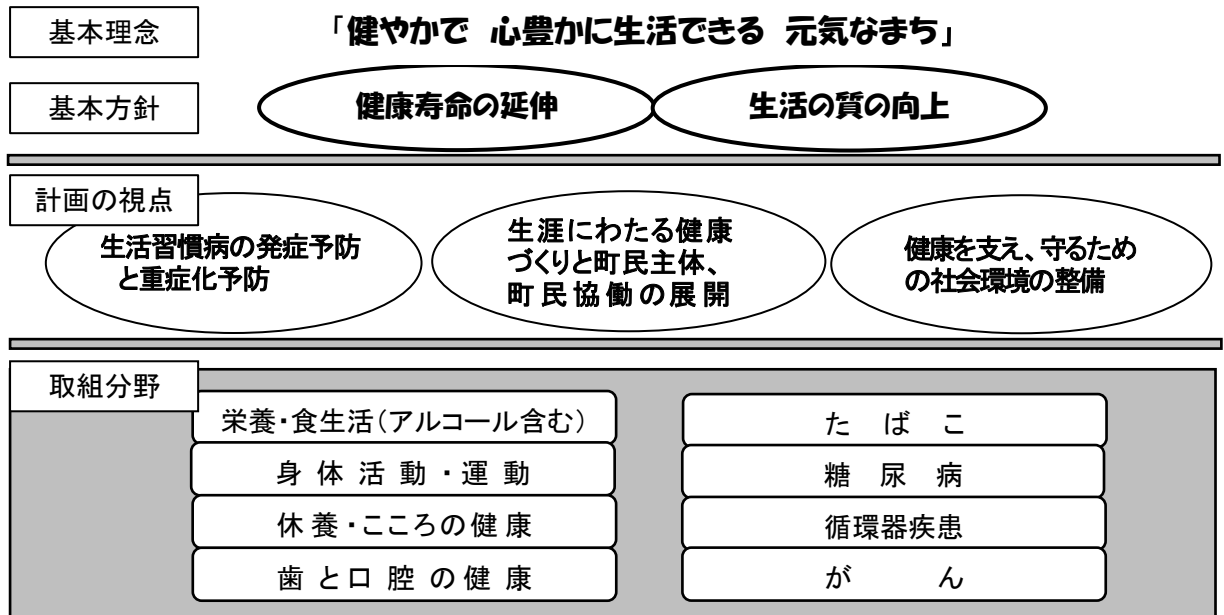 基本理念
「健やかで 心豊かに生活できる 元気なまち」
基本方針
健康寿命の延伸
生活の質の向上
計画の視点
生活習慣病の発症予防
と重症化予防
生涯にわたる健康
づくりと町民主体、
町民協働の展開
健康を支え、守るため
の社会環境の整備
取組分野
栄養・食生活(アルコール含む)
身体活動・運動
休養・こころの健康
歯と口腔の健康
たばこ
糖尿病
循環器疾患
がん